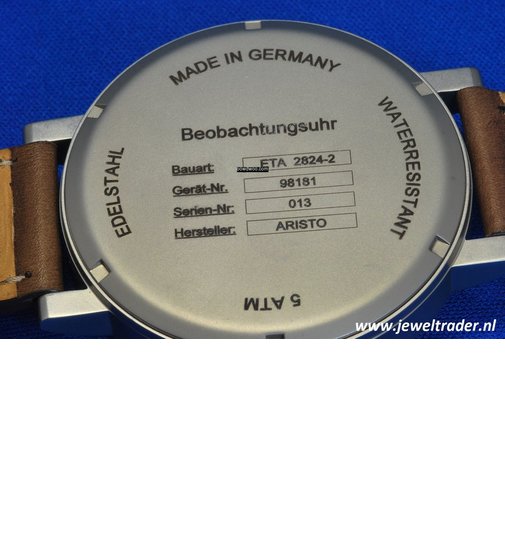 MADE IN GERMANY
EDELSTAHL
WATERRESISTANT
Beobachtungsuhr
Bauart: ETA 2824-2
Gerät-Nr. 98181
Serien-Nr: 013
Hersteller: ARISTO
5 ATM
www.jeweltrader.nl